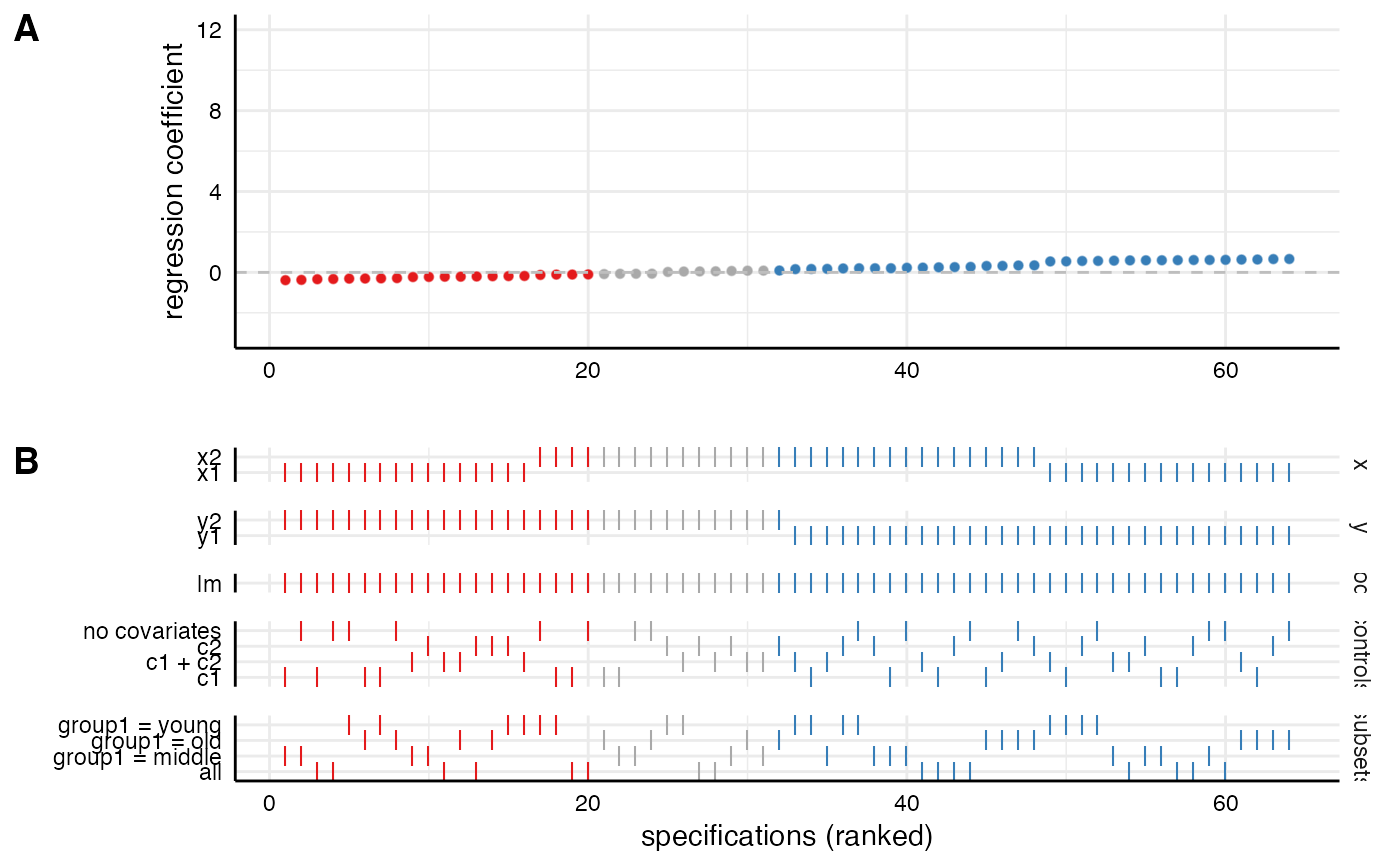 A
regression coefficient
12
8
4
0
0 20 40 60
B
x2
x1
x
y2
y1
y
lm
no covariates
c2
c1 + c2
c1
group1 = young
group1 = old
group1 = middle
all
0 20 40 60
specifications (ranked)